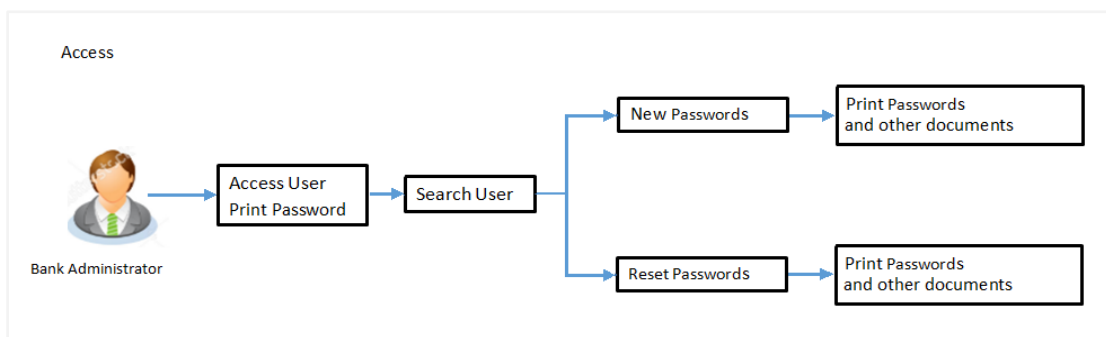 Access
Bank Administrator
Access User
Print Password
Search User
New Passwords
Print Passwords
and other documents
Reset Passwords
Print Passwords
and other documents